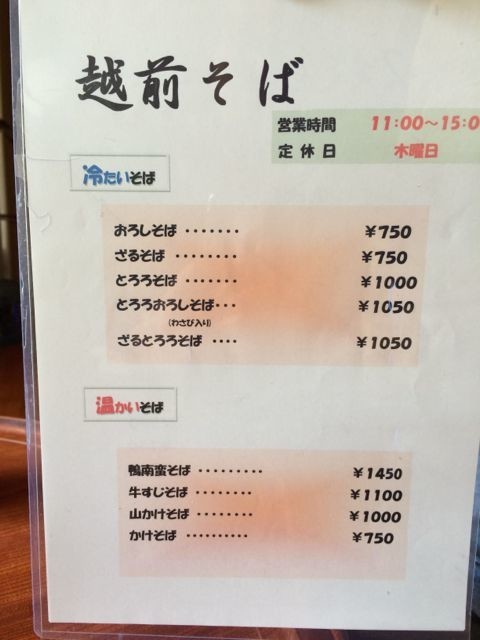 越前そば
営業時間 11:00～15:0
定休日 木曜日
冷たいそば
おろしそば ・・・・・・・ ￥750
ざるそば ・・・・・・・・ ￥750
とろろそば ・・・・・・・ ￥1000
とろろおろしそば・・・ ￥1050
(わさび入り)
ざるとろろそば ・・・・ ￥1050
温かいそば
鴨南蛮そば ・・・・・・・・・ ￥1450
牛すじそば ・・・・・・・・ ￥1100
山かけそば ・・・・・・・・ ￥1000
かけそば ・・・・・・・・・・ ￥750